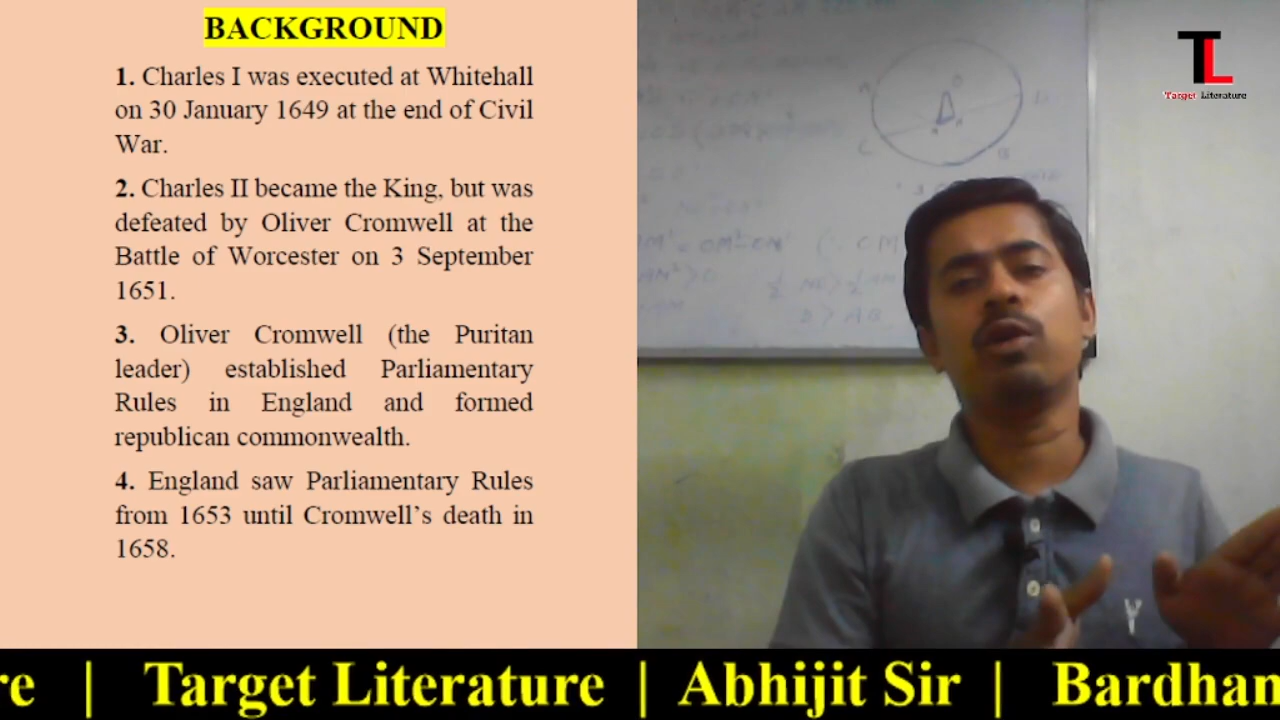 BACKGROUND
1. Charles I was executed at Whitehall
on 30 January 1649 at the end of Civil
War.
2. Charles II became the King, but was
defeated by Oliver Cromwell at the
Battle of Worcester on 3 September
1651.
3. Oliver Cromwell (the Puritan
leader) established Parliamentary
Rules in England and formed
republican commonwealth.
4. England saw Parliamentary Rules
from 1653 until Cromwell's death in
1658.
TL
Target Literature
re | Target Literature | Abhijit Sir | Bardhan